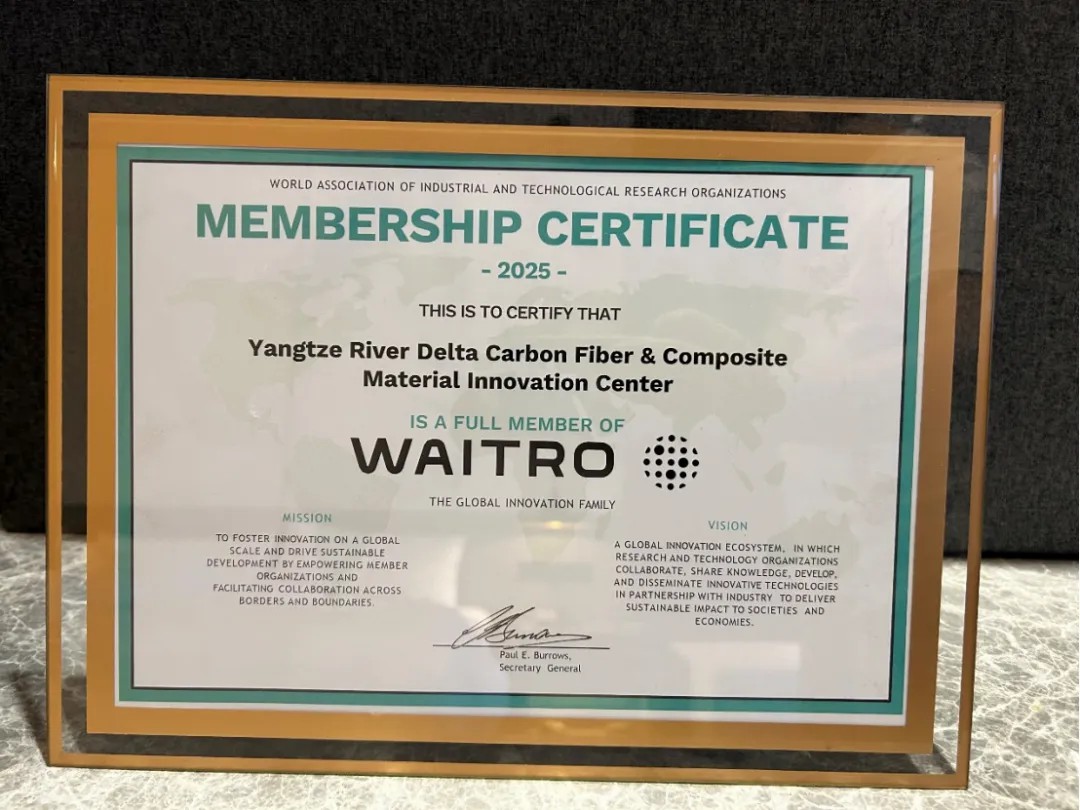 WORLD ASSOCIATION OF INDUSTRIAL AND TECHNOLOGICAL RESEARCH ORGANIZATIONS
MEMBERSHIP CERTIFICATE
- 2025 -
THIS IS TO CERTIFY THAT
Yangtze River Delta Carbon Fiber & Composite
Material Innovation Center
IS A FULL MEMBER OF
WAITRO
THE GLOBAL INNOVATION FAMILY
MISSION
TO FOSTER INNOVATION ON A GLOBAL
SCALE AND DRIVE SUSTAINABLE
DEVELOPMENT BY EMPOWERING MEMBER
ORGANIZATIONS AND
FACILITATING COLLABORATION ACROSS
BORDERS AND BOUNDARIES.
VISION
A GLOBAL INNOVATION ECOSYSTEM, IN WHICH
RESEARCH AND TECHNOLOGY ORGANIZATIONS
COLLABORATE, SHARE KNOWLEDGE, DEVELOP,
AND DISSEMINATE INNOVATIVE TECHNOLOGIES
IN PARTNERSHIP WITH INDUSTRY TO DELIVER
SUSTAINABLE IMPACT TO SOCIETIES AND
ECONOMIES.
Paul E. Burrows,
Secretary General